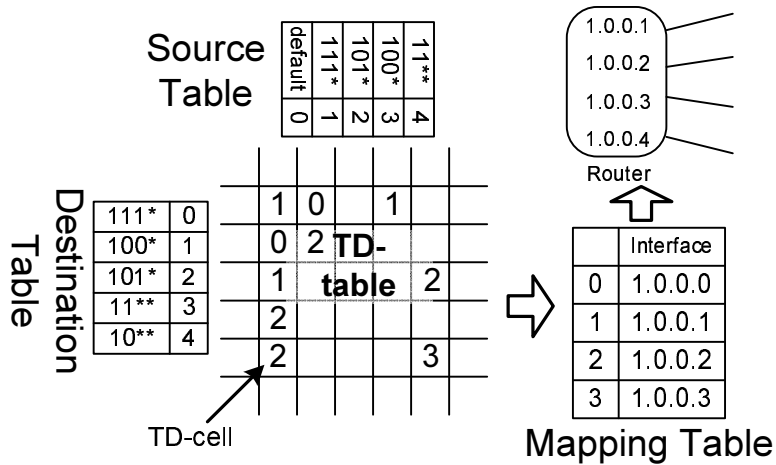 Source
Table
default 0
111* 1
101* 2
100* 3
11** 4
1.0.0.1
1.0.0.2
1.0.0.3
1.0.0.4
Router
Destination
Table
111* 0
100* 1
101* 2
11** 3
10** 4
1 0 1
0 2
1 2
2
2 3
TD-
table
TD-cell
Interface
0 1.0.0.0
1 1.0.0.1
2 1.0.0.2
3 1.0.0.3
Mapping Table